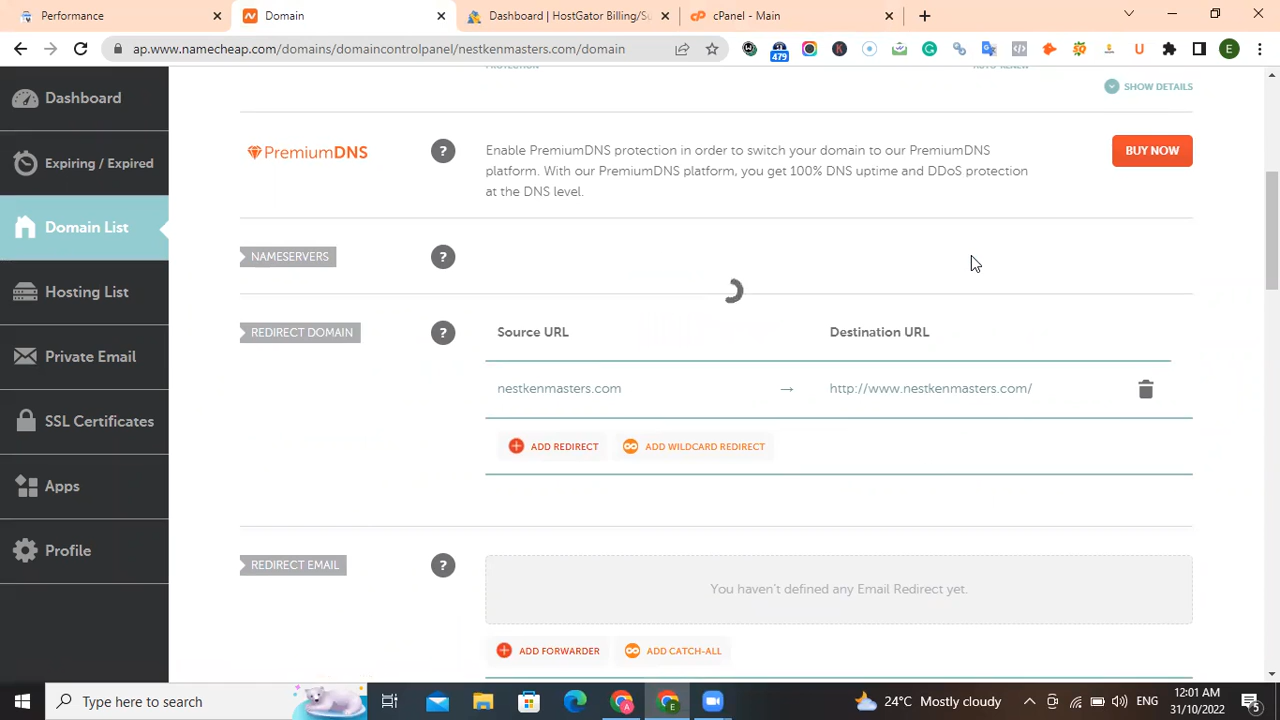 Performance
Domain
Dashboard | HostGator Billing/Su
cPanel - Main
ap.www.namecheap.com/domains/domaincontrolpanel/nestkenmasters.com/domain
479
E
Dashboard
Expiring / Expired
Domain List
Hosting List
Private Email
SSL Certificates
Apps
Profile
PROTECTION
AUTO-RENEW
SHOW DETAILS
PremiumDNS
?
Enable PremiumDNS protection in order to switch your domain to our PremiumDNS
platform. With our PremiumDNS platform, you get 100% DNS uptime and DDoS protection
at the DNS level.
BUY NOW
NAMESERVERS
?
REDIRECT DOMAIN
?
Source URL
Destination URL
nestkenmasters.com
→
http://www.nestkenmasters.com/
ADD REDIRECT
ADD WILDCARD REDIRECT
REDIRECT EMAIL
?
You haven't defined any Email Redirect yet.
ADD FORWARDER
ADD CATCH-ALL
Type here to search
24°C Mostly cloudy
ENG
12:01 AM
31/10/2022
5